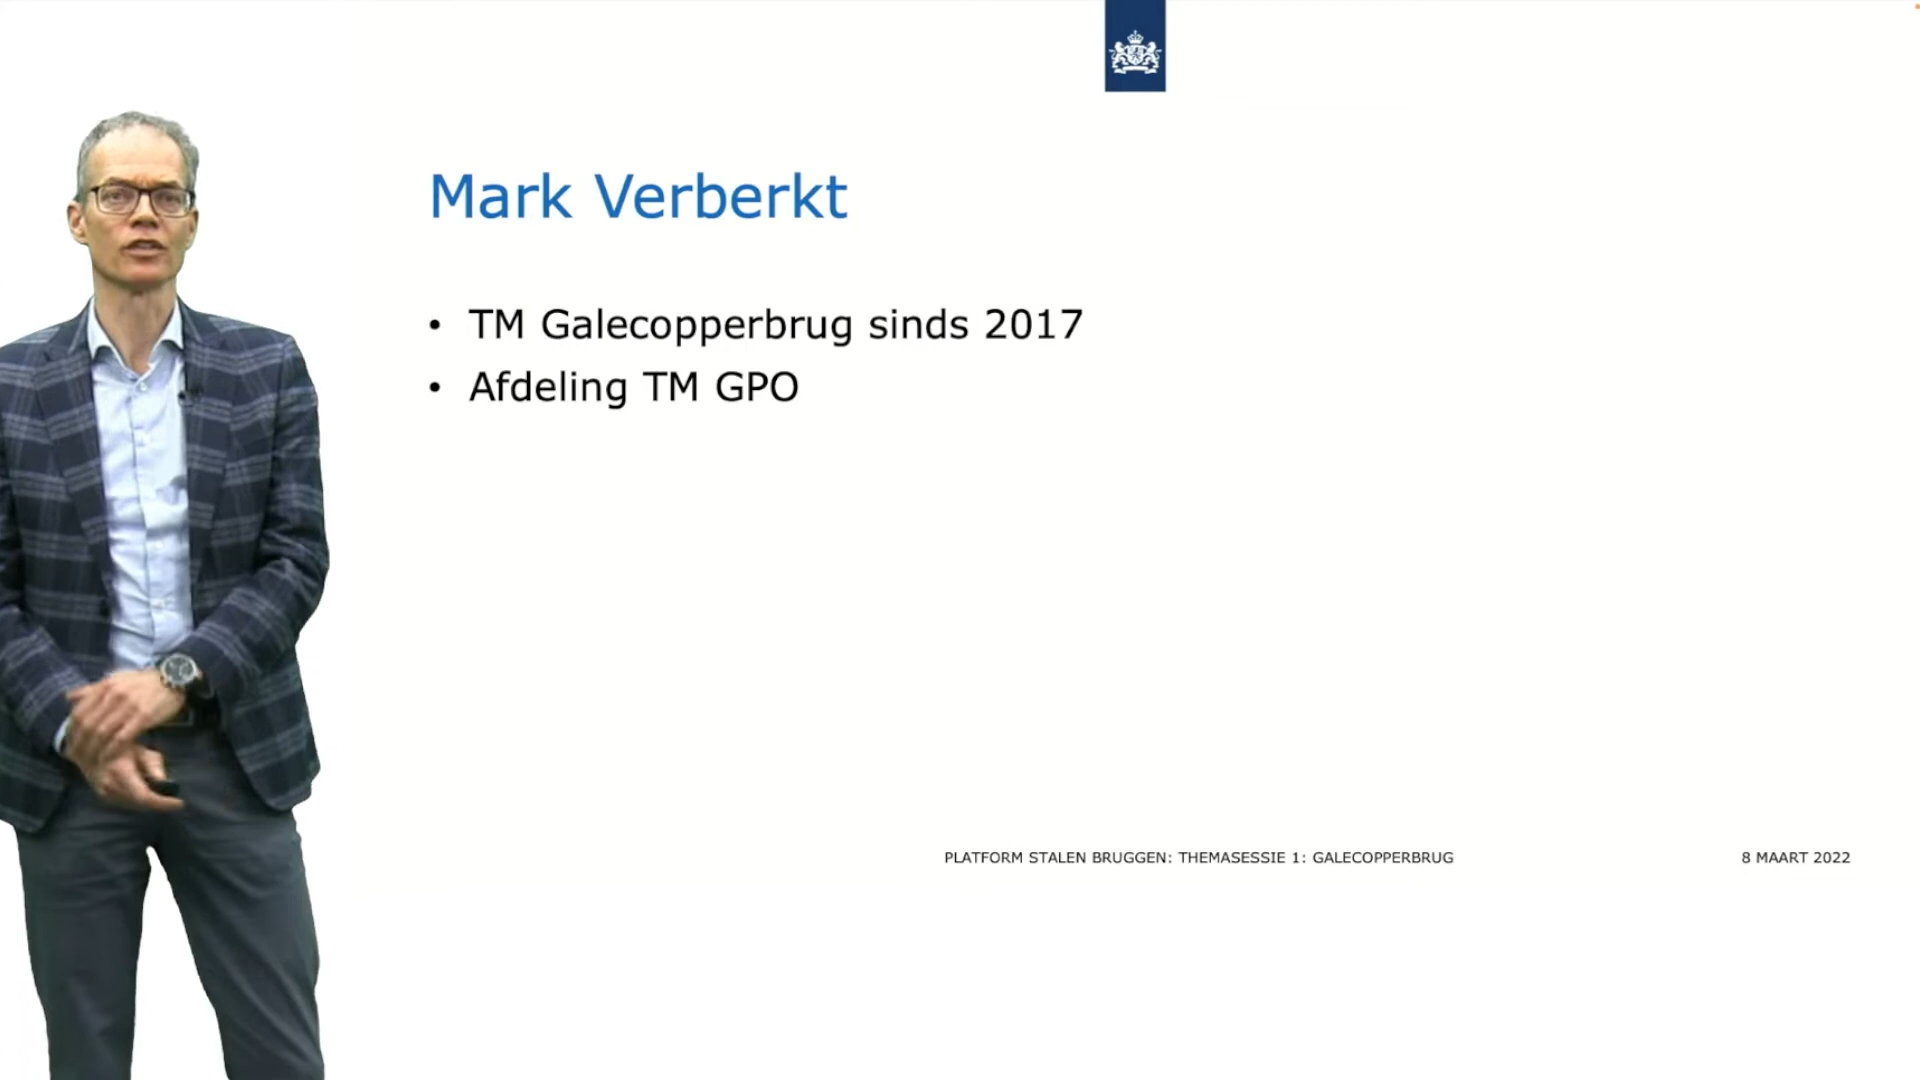 Mark Verberkt
• TM Galecopperbrug sinds 2017
• Afdeling TM GPO
PLATFORM STALEN BRUGGEN: THEMASESSIE 1: GALECOPPERBRUG
8 MAART 2022